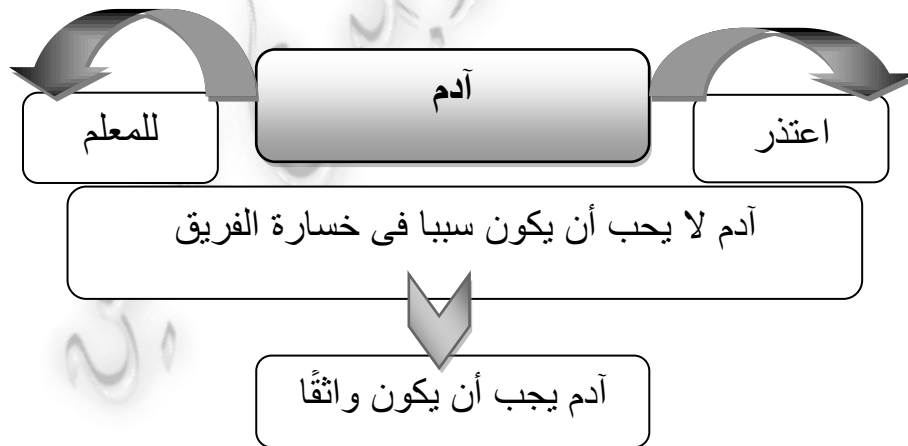 اعتذر
آدم
للمعلم
آدم لا يحب أن يكون سببا فى خسارة الفريق
آدم يجب أن يكون واثقًا